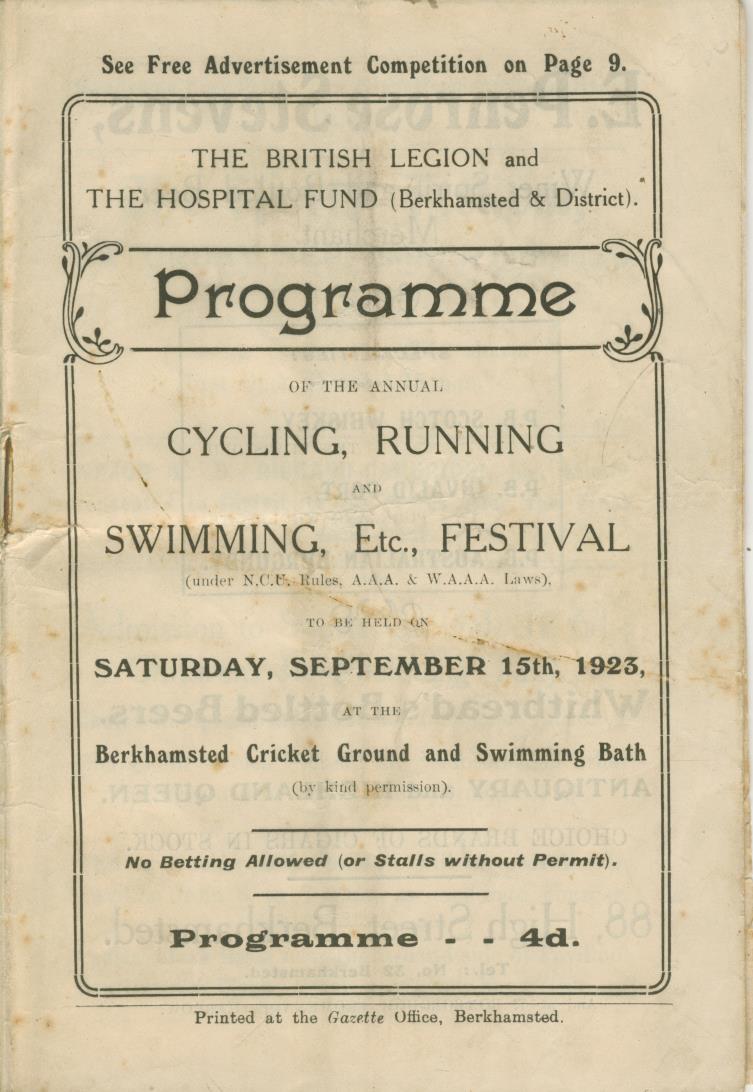 See Free Advertisement Competition on Page 9.
THE BRITISH LEGION and
THE HOSPITAL FUND (Berkhamsted & District).
Programme
OF THE ANNUAL
CYCLING, RUNNING
AND
SWIMMING, Etc., FESTIVAL
(under N.C.U. Rules, A.A.A. & W.A.A.A. Laws),
TO BE HELD ON
SATURDAY, SEPTEMBER 15th, 1923,
AT THE
Berkhamsted Cricket Ground and Swimming Bath
(by kind permission).
No Betting Allowed (or Stalls without Permit).
Programme - - 4d.
Printed at the Gazette Office, Berkhamsted.